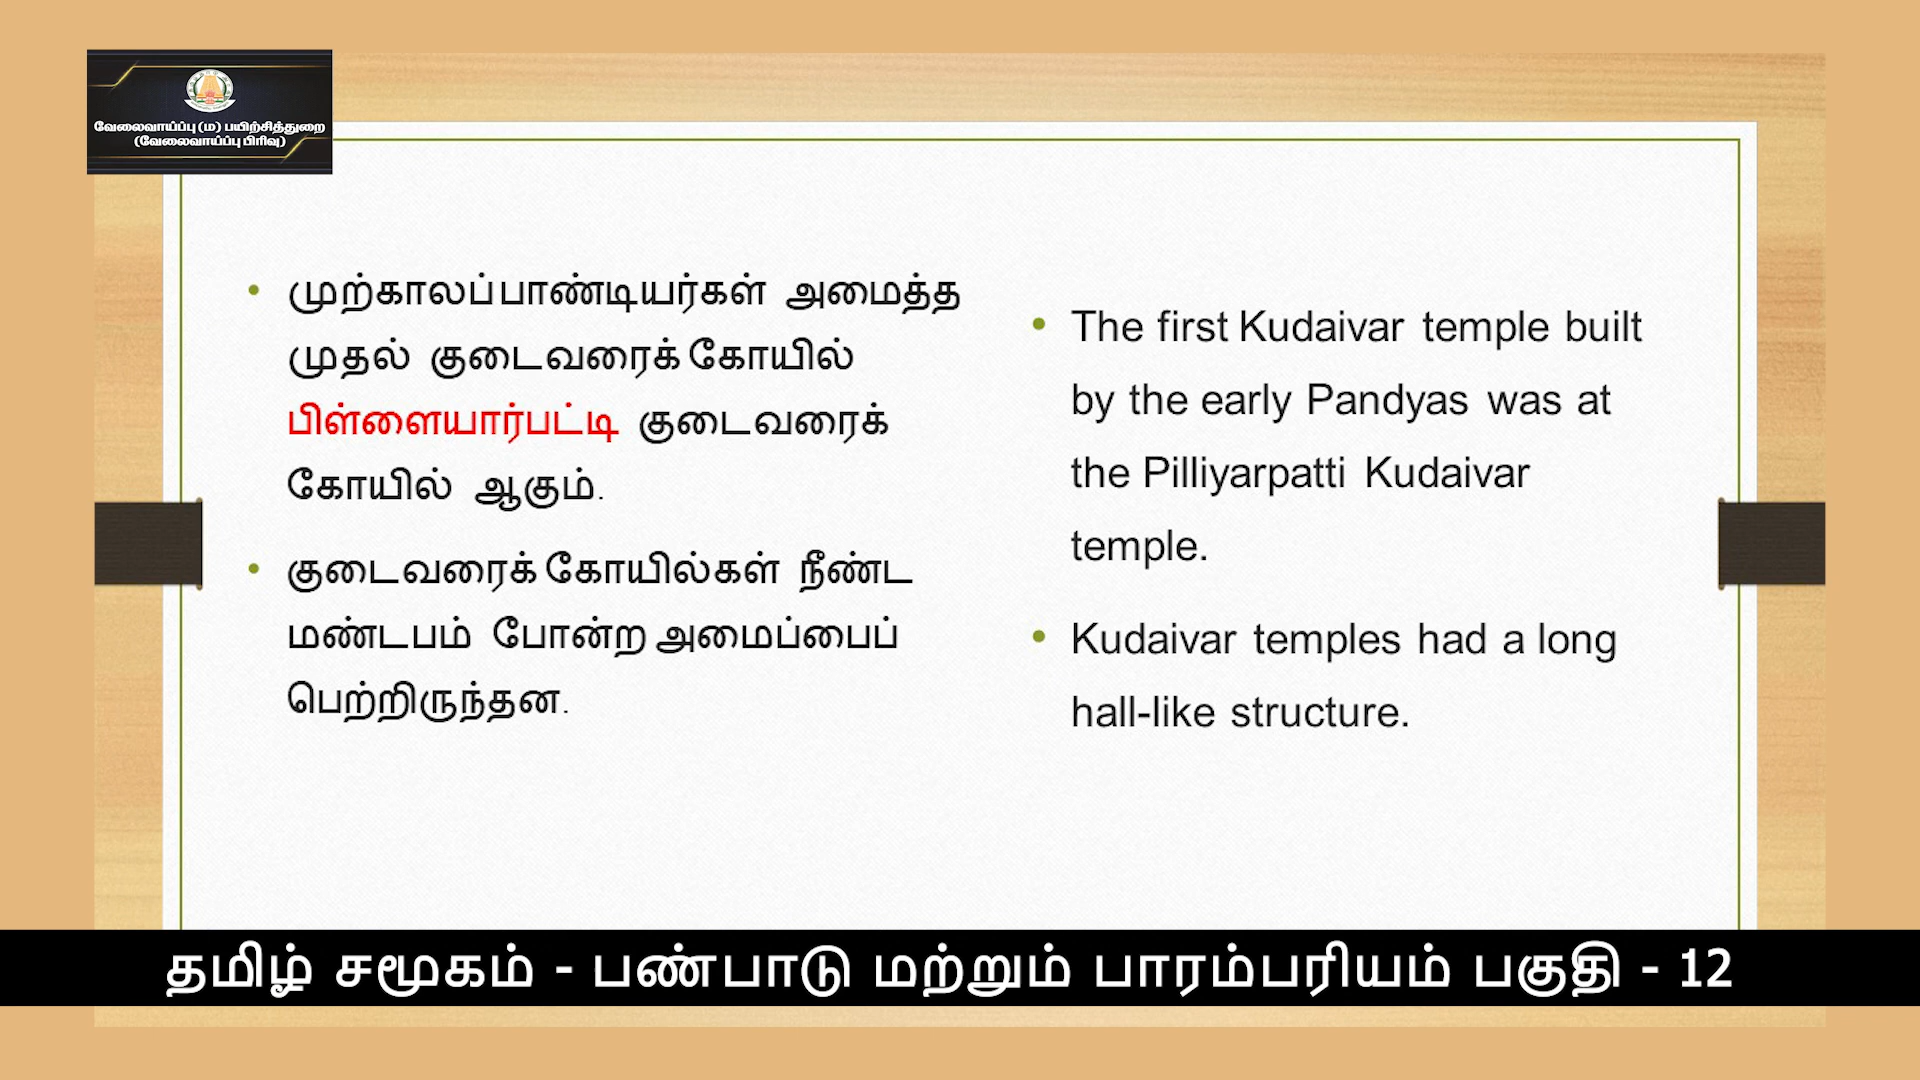 வேலைவாய்ப்பு (ம) பயிற்சித்துறை
(வேலைவாய்ப்பு பிரிவு)
• முற்காலப்பாண்டியர்கள் அமைத்த
முதல் குடைவரைக் கோயில்
பிள்ளையார்பட்டி குடைவரைக்
கோயில் ஆகும்.
• குடைவரைக் கோயில்கள் நீண்ட
மண்டபம் போன்ற அமைப்பைப்
பெற்றிருந்தன.
• The first Kudaivar temple built
by the early Pandyas was at
the Pilliyarpatti Kudaivar
temple.
• Kudaivar temples had a long
hall-like structure.
தமிழ் சமூகம் - பண்பாடு மற்றும் பாரம்பரியம் பகுதி - 12